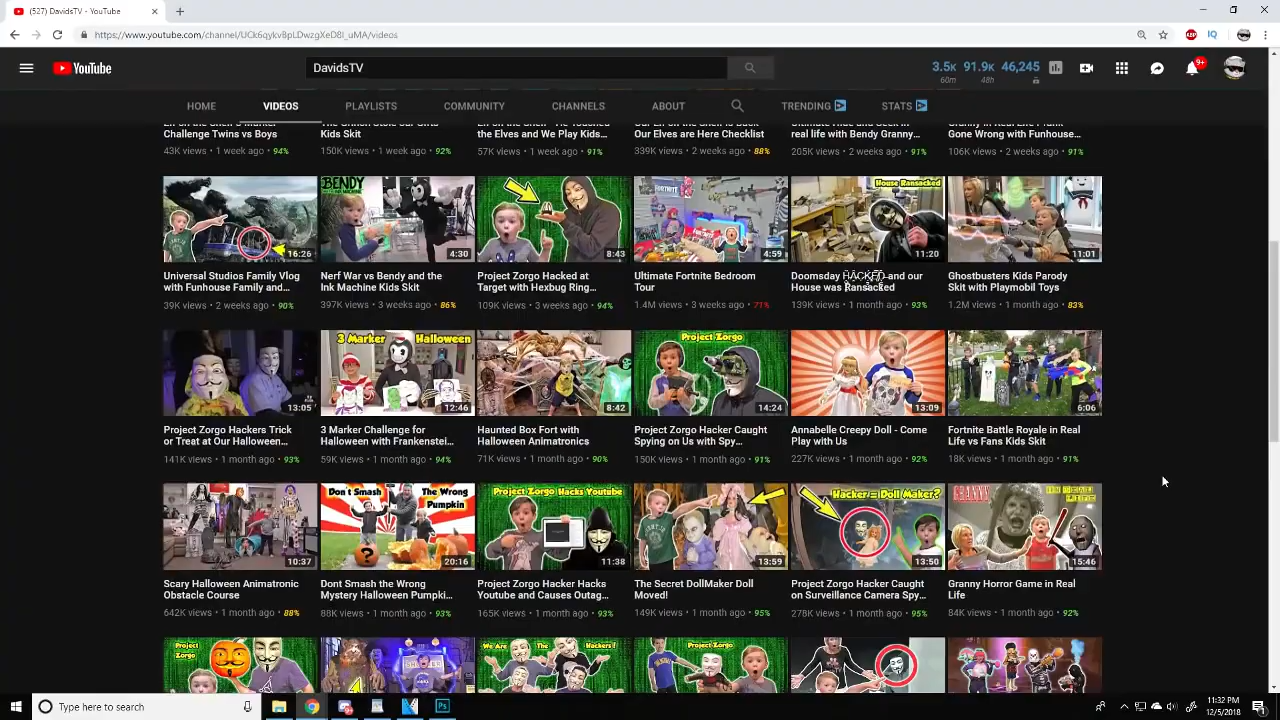 (527) DavidsTV
https://www.youtube.com/channel/UCk6qykvBpLDwzgXeD8I_uMA/videos
YouTube
DavidsTV
3.5K 91.9K 46,245
60m 48h
9+
HOME VIDEOS PLAYLISTS COMMUNITY CHANNELS ABOUT TRENDING STATS
Challenge Twins vs Boys
43K views • 1 week ago • 94%
Kids Skit
150K views • 1 week ago • 92%
the Elves and We Play Kids…
57K views • 1 week ago • 91%
Our Elves are Here Checklist
339K views • 2 weeks ago • 88%
real life with Bendy Granny…
205K views • 2 weeks ago • 91%
Gone Wrong with Funhouse…
106K views • 2 weeks ago • 91%
16:26
Universal Studios Family Vlog
with Funhouse Family and…
39K views • 2 weeks ago • 90%
BENDY
4:30
Nerf War vs Bendy and the
Ink Machine Kids Skit
397K views • 3 weeks ago • 86%
8:43
Project Zorgo Hacked at
Target with Hexbug Ring…
109K views • 3 weeks ago • 94%
FORTNITE
4:59
Ultimate Fortnite Bedroom
Tour
1.4M views • 3 weeks ago • 71%
House Ransacked
11:20
Doomsday HACKED and our
House was Ransacked
139K views • 1 month ago • 93%
11:01
Ghostbusters Kids Parody
Skit with Playmobil Toys
1.2M views • 1 month ago • 83%
13:05
Project Zorgo Hackers Trick
or Treat at Our Halloween…
141K views • 1 month ago • 93%
3 Marker Halloween
12:46
3 Marker Challenge for
Halloween with Frankenstei…
59K views • 1 month ago • 94%
8:42
Haunted Box Fort with
Halloween Animatronics
71K views • 1 month ago • 90%
Project Zorgo
14:24
Project Zorgo Hacker Caught
Spying on Us with Spy…
150K views • 1 month ago • 91%
13:09
Annabelle Creepy Doll - Come
Play with Us
227K views • 1 month ago • 92%
6:06
Fortnite Battle Royale in Real
Life vs Fans Kids Skit
18K views • 1 month ago • 91%
10:37
Scary Halloween Animatronic
Obstacle Course
642K views • 1 month ago • 88%
Don't Smash The Wrong
Pumpkin
?
20:16
Dont Smash the Wrong
Mystery Halloween Pumpki…
88K views • 1 month ago • 93%
Project Zorgo Hacks Youtube
11:38
Project Zorgo Hacker Hacks
Youtube and Causes Outag…
165K views • 1 month ago • 93%
13:59
The Secret DollMaker Doll
Moved!
149K views • 1 month ago • 95%
Hacker = Doll Maker?
13:50
Project Zorgo Hacker Caught
on Surveillance Camera Spy…
278K views • 1 month ago • 95%
GRANNY IN REAL LIFE
15:46
Granny Horror Game in Real
Life
84K views • 1 month ago • 92%
Project
Zorgo
We Are The Hackers?
Project Zorgo
Type here to search
Ps
11:32 PM
12/5/2018